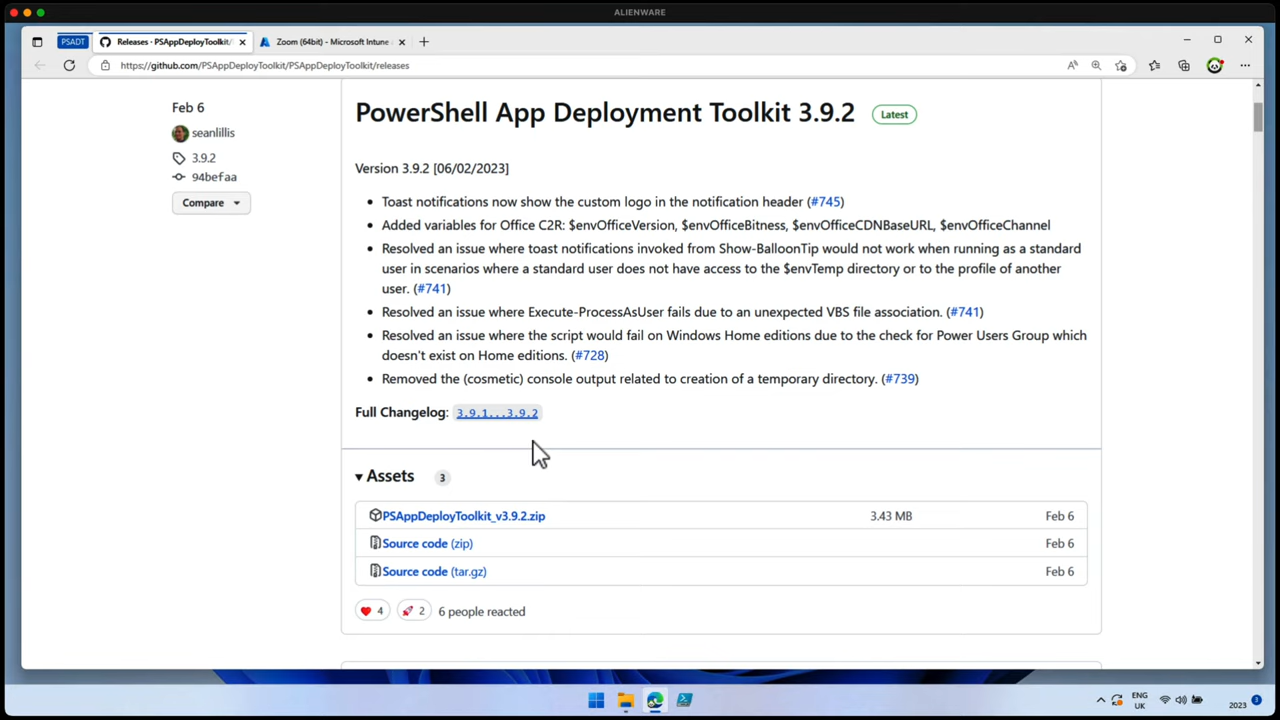 ALIENWARE
PSADT
Releases · PSAppDeployToolkit/
Zoom (64bit) - Microsoft Intune
https://github.com/PSAppDeployToolkit/PSAppDeployToolkit/releases
Feb 6
seanlillis
3.9.2
94befaa
Compare
PowerShell App Deployment Toolkit 3.9.2
Latest
Version 3.9.2 [06/02/2023]
• Toast notifications now show the custom logo in the notification header (#745)
• Added variables for Office C2R: $envOfficeVersion, $envOfficeBitness, $envOfficeCDNBaseURL, $envOfficeChannel
• Resolved an issue where toast notifications invoked from Show-BalloonTip would not work when running as a standard
user in scenarios where a standard user does not have access to the $envTemp directory or to the profile of another
user. (#741)
• Resolved an issue where Execute-ProcessAsUser fails due to an unexpected VBS file association. (#741)
• Resolved an issue where the script would fail on Windows Home editions due to the check for Power Users Group which
doesn't exist on Home editions. (#728)
• Removed the (cosmetic) console output related to creation of a temporary directory. (#739)
Full Changelog: 3.9.1...3.9.2
Assets 3
PSAppDeployToolkit_v3.9.2.zip 3.43 MB Feb 6
Source code (zip) Feb 6
Source code (tar.gz) Feb 6
4 2 6 people reacted
ENG
UK
2023
3